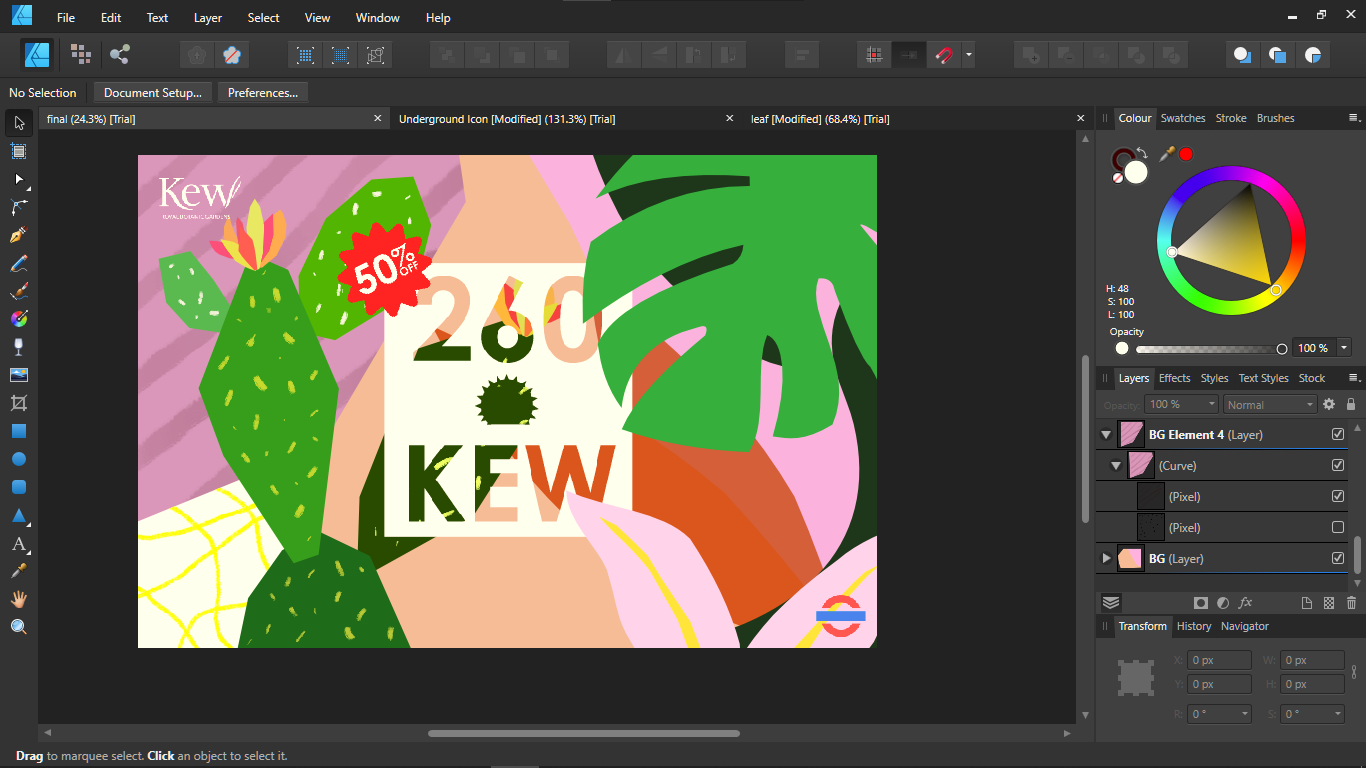 File Edit Text Layer Select View Window Help
No Selection Document Setup... Preferences...
final (24.3%) [Trial] Underground Icon [Modified] (131.3%) [Trial] leaf [Modified] (68.4%) [Trial]
Kew
ROYAL BOTANIC GARDENS
50% OFF
260
KEW
Colour Swatches Stroke Brushes
H: 48
S: 100
L: 100
Opacity
100 %
Layers Effects Styles Text Styles Stock
Opacity: 100 % Normal
BG Element 4 (Layer)
(Curve)
(Pixel)
(Pixel)
BG (Layer)
Transform History Navigator
X: 0 px W: 0 px
Y: 0 px H: 0 px
R: 0 ° S: 0 °
Drag to marquee select. Click an object to select it.